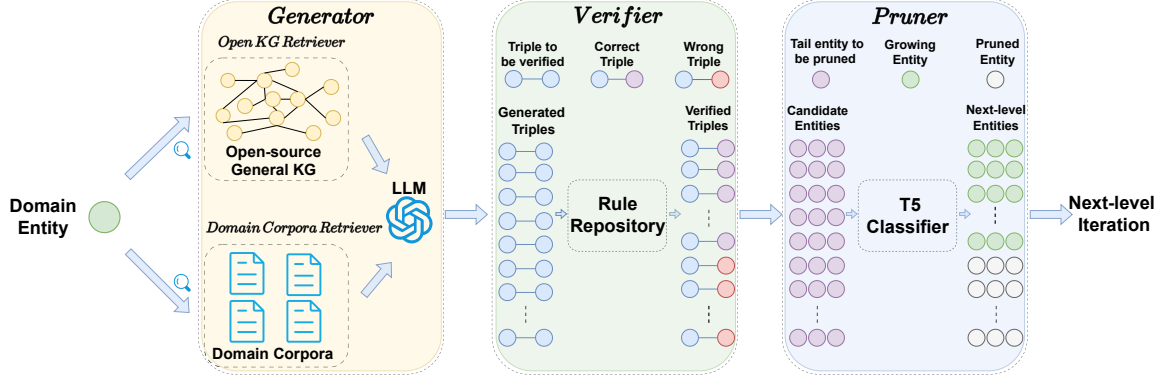 Domain
Entity
Generator
Open KG Retriever
Open-source
General KG
LLM
Domain Corpora Retriever
Domain Corpora
Verifier
Triple to
be verified
Correct
Triple
Wrong
Triple
Generated
Triples
Rule
Repository
Verified
Triples
Pruner
Tail entity to
be pruned
Growing
Entity
Pruned
Entity
Candidate
Entities
T5
Classifier
Next-level
Entities
Next-level
Iteration